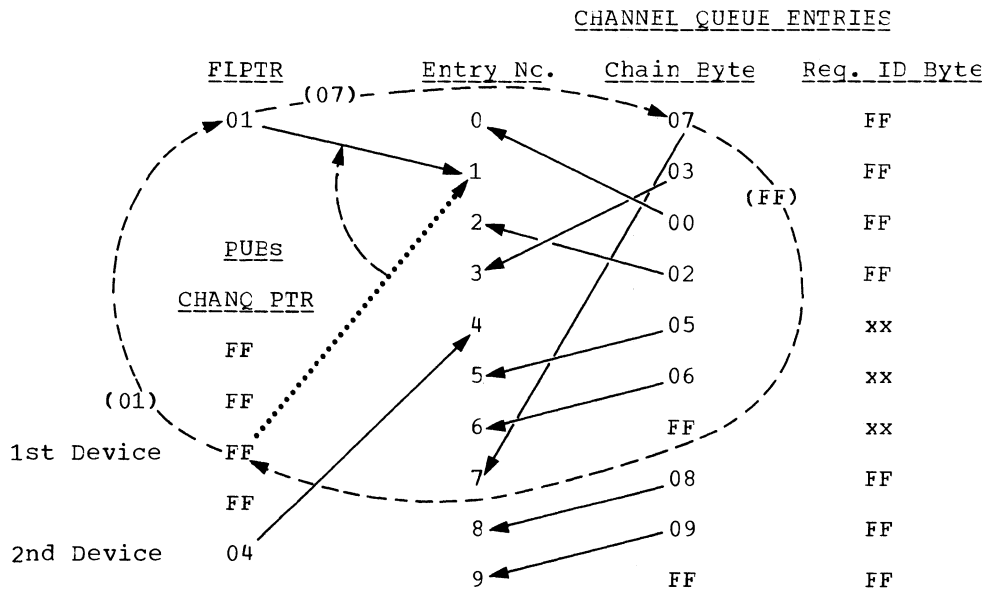 CHANNEL QUEUE ENTRIES
FLPTR Entry Nc. Chain Byte Req. ID Byte
(07)
01 0 07 FF
1 03 FF
(FF)
2 00 FF
PUBs
3 02 FF
CHANQ PTR
4 05 xx
FF
5 06 xx
(01) FF
6 FF xx
1st Device FF
7 08 FF
FF
8 09 FF
2nd Device 04
9 FF FF